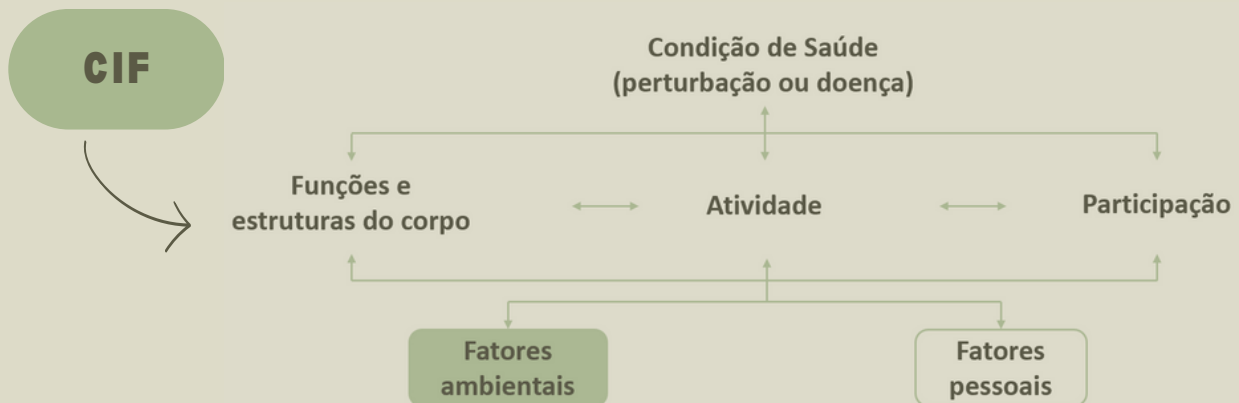 CIF
Condição de Saúde
(perturbação ou doença)
Funções e
estruturas do corpo
Atividade
Participação
Fatores
ambientais
Fatores
pessoais